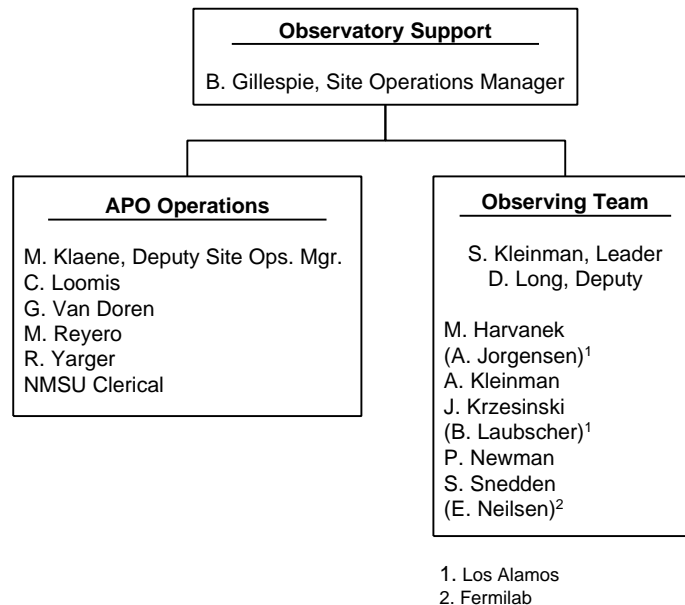 Observatory Support
B. Gillespie, Site Operations Manager
APO Operations
M. Klaene, Deputy Site Ops. Mgr.
C. Loomis
G. Van Doren
M. Reyero
R. Yarger
NMSU Clerical
Observing Team
S. Kleinman, Leader
D. Long, Deputy
M. Harvanek
(A. Jorgensen)¹
A. Kleinman
J. Krzesinski
(B. Laubscher)¹
P. Newman
S. Snedden
(E. Neilsen)²
1. Los Alamos
2. Fermilab